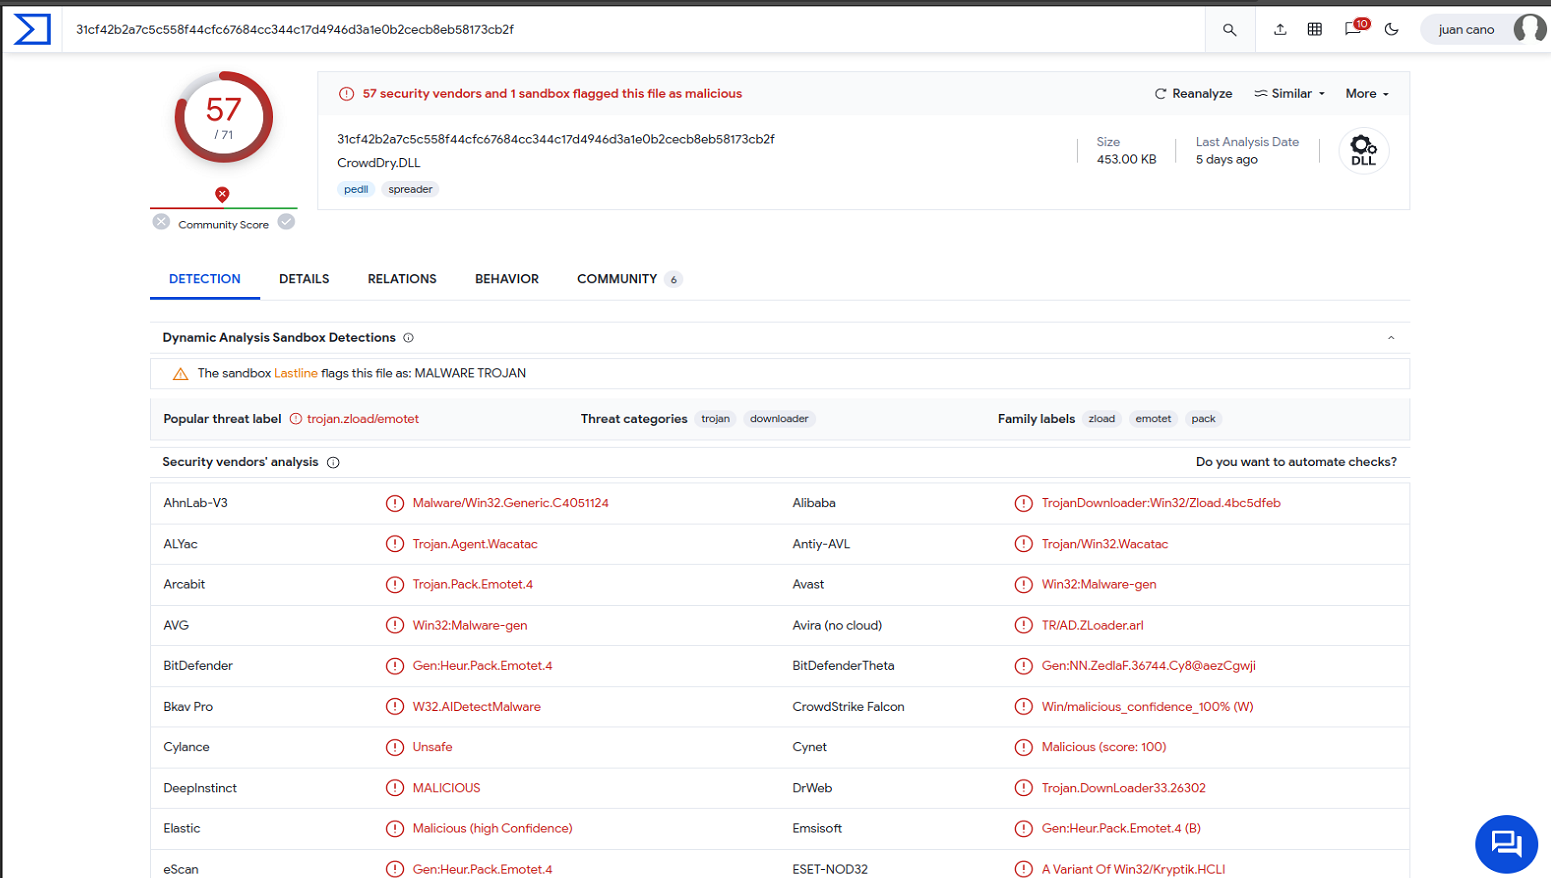 31cf42b2a7c5c558f44cfc67684cc344c17d4946d3a1e0b2cecb8eb58173cb2f
10
juan cano
57
/ 71
Community Score
57 security vendors and 1 sandbox flagged this file as malicious
Reanalyze
Similar
More
31cf42b2a7c5c558f44cfc67684cc344c17d4946d3a1e0b2cecb8eb58173cb2f
CrowdDry.DLL
pedll spreader
Size
453.00 KB
Last Analysis Date
5 days ago
DLL
DETECTION DETAILS RELATIONS BEHAVIOR COMMUNITY 6
Dynamic Analysis Sandbox Detections
The sandbox Lastline flags this file as: MALWARE TROJAN
Popular threat label trojan.zload/emotet Threat categories trojan downloader Family labels zload emotet pack
Security vendors' analysis Do you want to automate checks?
AhnLab-V3 Malware/Win32.Generic.C4051124 Alibaba TrojanDownloader:Win32/Zload.4bc5dfeb
ALYac Trojan.Agent.Wacatac Antiy-AVL Trojan/Win32.Wacatac
Arcabit Trojan.Pack.Emotet.4 Avast Win32:Malware-gen
AVG Win32:Malware-gen Avira (no cloud) TR/AD.ZLoader.arl
BitDefender Gen:Heur.Pack.Emotet.4 BitDefenderTheta Gen:NN.ZedlaF.36744.Cy8@aezCgwji
Bkav Pro W32.AIDetectMalware CrowdStrike Falcon Win/malicious_confidence_100% (W)
Cylance Unsafe Cynet Malicious (score: 100)
DeepInstinct MALICIOUS DrWeb Trojan.DownLoader33.26302
Elastic Malicious (high Confidence) Emsisoft Gen:Heur.Pack.Emotet.4 (B)
eScan Gen:Heur.Pack.Emotet.4 ESET-NOD32 A Variant Of Win32/Kryptik.HCLI